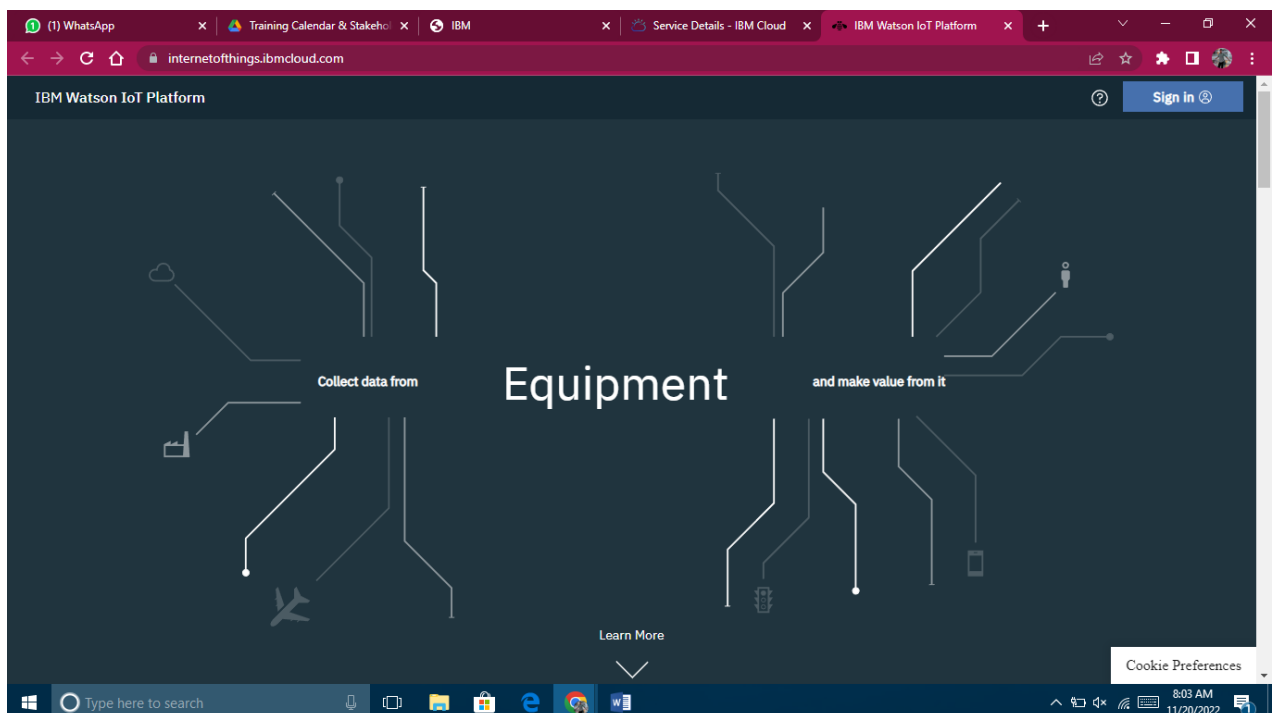 (1) WhatsApp
Training Calendar & Stakehol
IBM
Service Details - IBM Cloud
IBM Watson IoT Platform
internetofthings.ibmcloud.com
IBM Watson IoT Platform
Sign in
Collect data from
Equipment
and make value from it
Learn More
Cookie Preferences
Type here to search
8:03 AM
11/20/2022